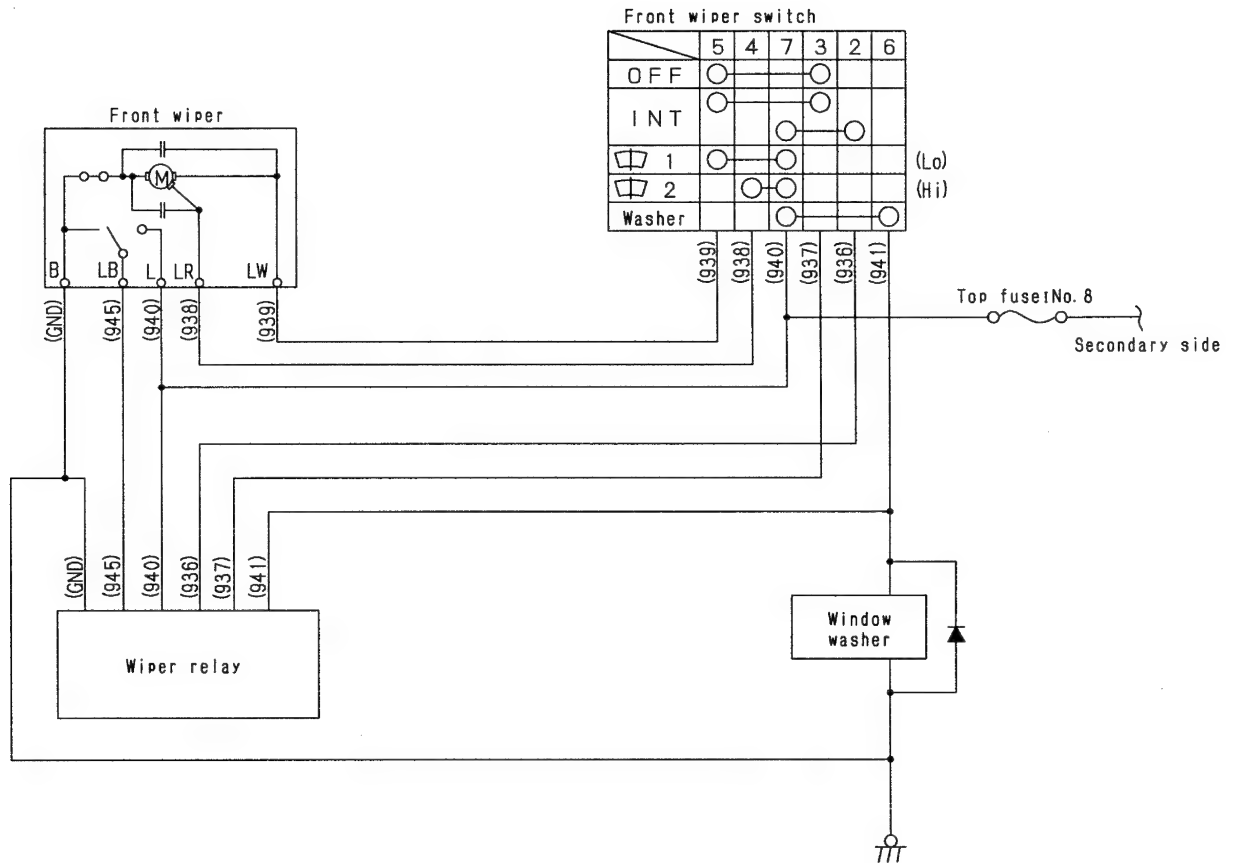 Front wiper switch
5 4 7 3 2 6
OFF
INT
1 (Lo)
2 (Hi)
Washer
(939) (938) (940) (937) (936) (941)
Front wiper
M
B LB L LR LW
(GND) (945) (940) (938) (939)
Top fuse:No. 8
Secondary side
(GND) (945) (940) (936) (937) (941)
Wiper relay
Window
washer